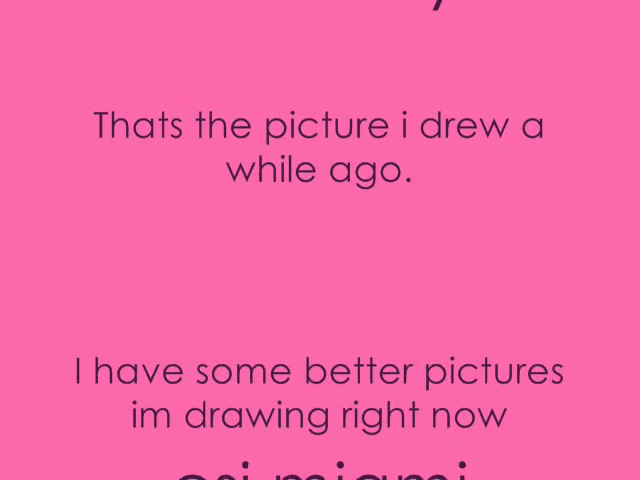 Thats the picture i drew a
while ago.
I have some better pictures
im drawing right now